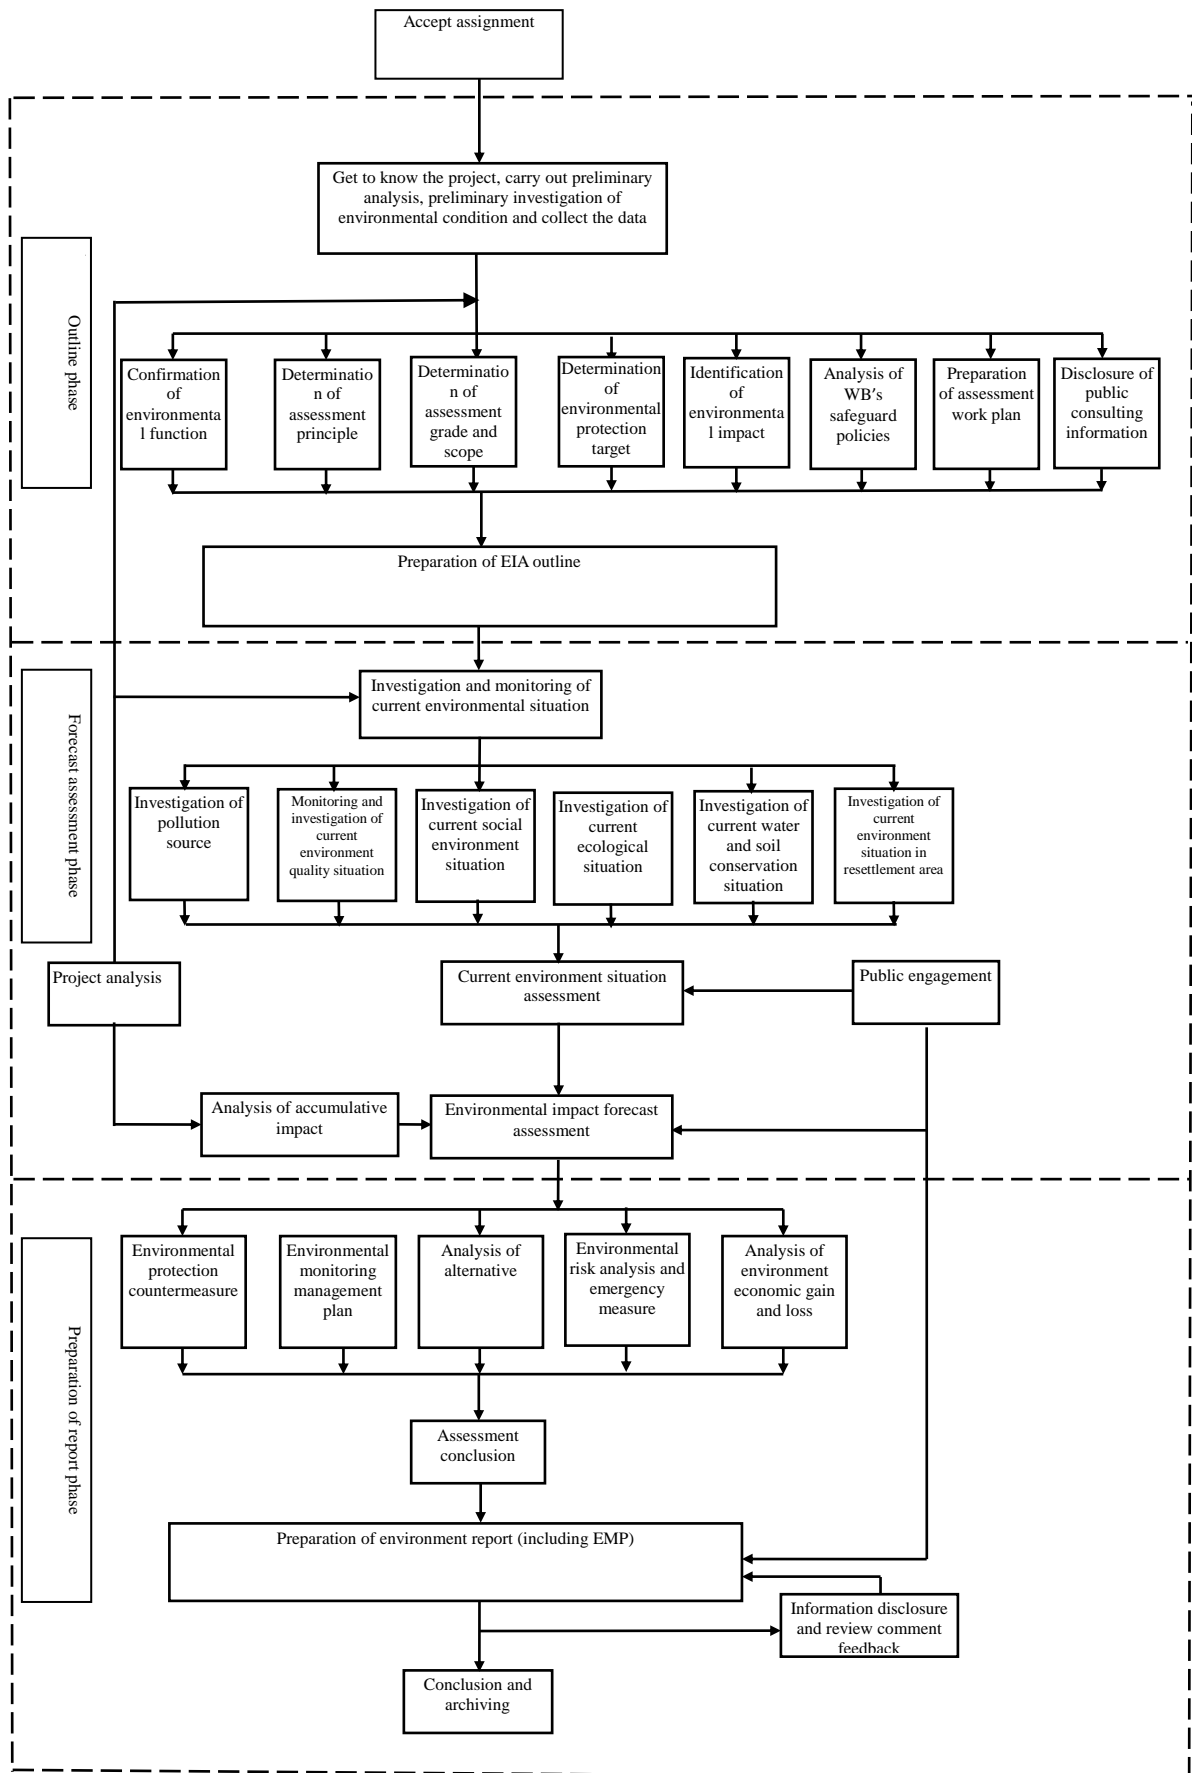 Accept assignment
Get to know the project, carry out preliminary
analysis, preliminary investigation of
environmental condition and collect the data
Outline phase
Confirmation
of
environmenta
l function
Determinatio
n of
assessment
principle
Determinatio
n of
assessment
grade and
scope
Determination
of
environmental
protection
target
Identification
of
environmenta
l impact
Analysis of
WB's
safeguard
policies
Preparation
of assessment
work plan
Disclosure of
public
consulting
information
Preparation of EIA outline
Forecast assessment phase
Investigation and monitoring of
current environmental situation
Investigation of
pollution
source
Monitoring and
investigation of
current
environment
quality situation
Investigation of
current social
environment
situation
Investigation of
current
ecological
situation
Investigation of
current water
and soil
conservation
situation
Investigation of
current
environment
situation in
resettlement area
Project analysis
Current environment situation
assessment
Public engagement
Analysis of accumulative
impact
Environmental impact forecast
assessment
Preparation of report phase
Environmental
protection
countermeasure
Environmental
monitoring
management
plan
Analysis of
alternative
Environmental
risk analysis and
emergency
measure
Analysis of
environment
economic gain
and loss
Assessment
conclusion
Preparation of environment report (including EMP)
Information disclosure
and review comment
feedback
Conclusion and
archiving